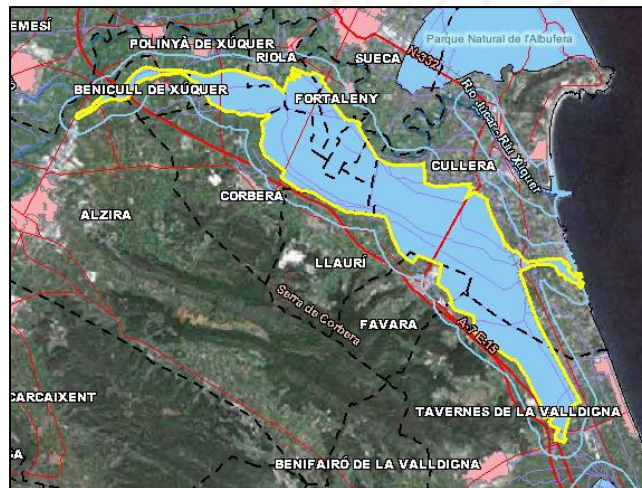 EMESÍ
POLINYÀ DE XÚQUER
RIOLA
SUECA
N-332
Parque Natural de l'Albufera
BENICULL DE XÚQUER
FORTALENY
Río Júcar - Riu Xúquer
CULLERA
CORBERA
ALZIRA
LLAURÍ
Serra de Corbera
FAVARA
A-7 E-15
CARCAIXENT
TAVERNES DE LA VALLDIGNA
BENIFAIRÓ DE LA VALLDIGNA